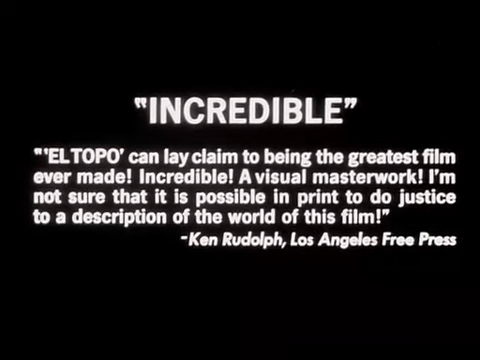 "INCREDIBLE"
"'EL TOPO' can lay claim to being the greatest film
ever made! Incredible! A visual masterwork! I'm
not sure that it is possible in print to do justice
to a description of the world of this film!"
-Ken Rudolph, Los Angeles Free Press